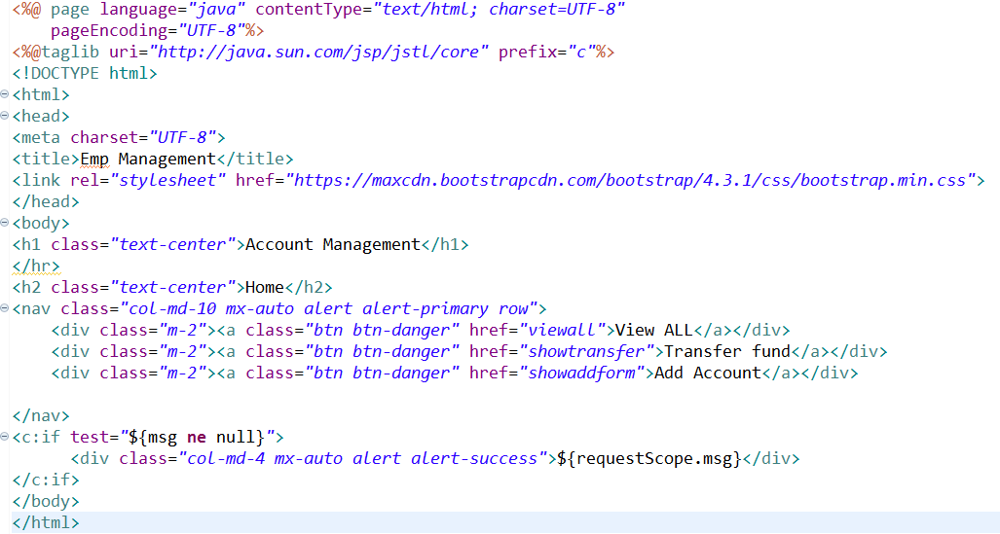 <%@ page language="java" contentType="text/html; charset=UTF-8"
    pageEncoding="UTF-8"%>
<%@taglib uri="http://java.sun.com/jsp/jstl/core" prefix="c"%>
<!DOCTYPE html>
<html>
<head>
<meta charset="UTF-8">
<title>Emp Management</title>
<link rel="stylesheet" href="https://maxcdn.bootstrapcdn.com/bootstrap/4.3.1/css/bootstrap.min.css">
</head>
<body>
<h1 class="text-center">Account Management</h1>
</hr>
<h2 class="text-center">Home</h2>
<nav class="col-md-10 mx-auto alert alert-primary row">
    <div class="m-2"><a class="btn btn-danger" href="viewall">View ALL</a></div>
    <div class="m-2"><a class="btn btn-danger" href="showtransfer">Transfer fund</a></div>
    <div class="m-2"><a class="btn btn-danger" href="showaddform">Add Account</a></div>
</nav>
<c:if test="${msg ne null}">
      <div class="col-md-4 mx-auto alert alert-success">${requestScope.msg}</div>
</c:if>
</body>
</html>